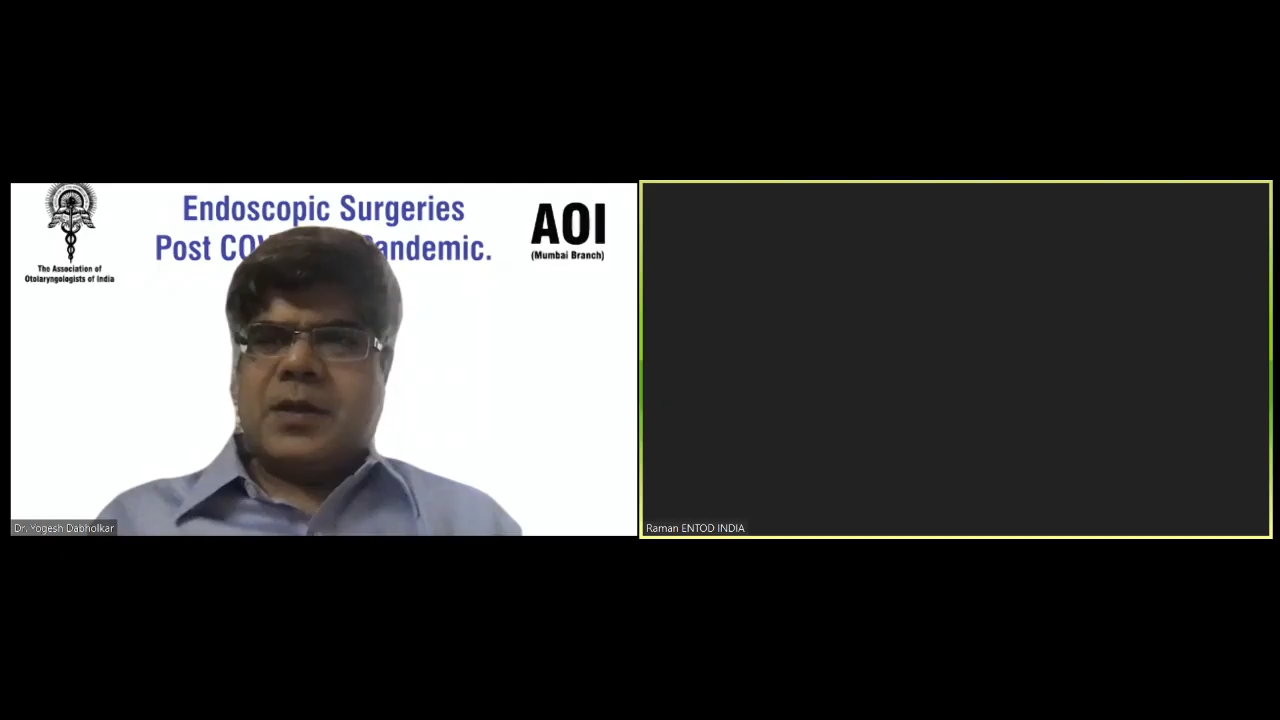 Endoscopic Surgeries
Post COV andemic.
AOI
(Mumbai Branch)
The Association of
Otolaryngologists of India
Dr. Yogesh Dabholkar
Raman ENTOD INDIA